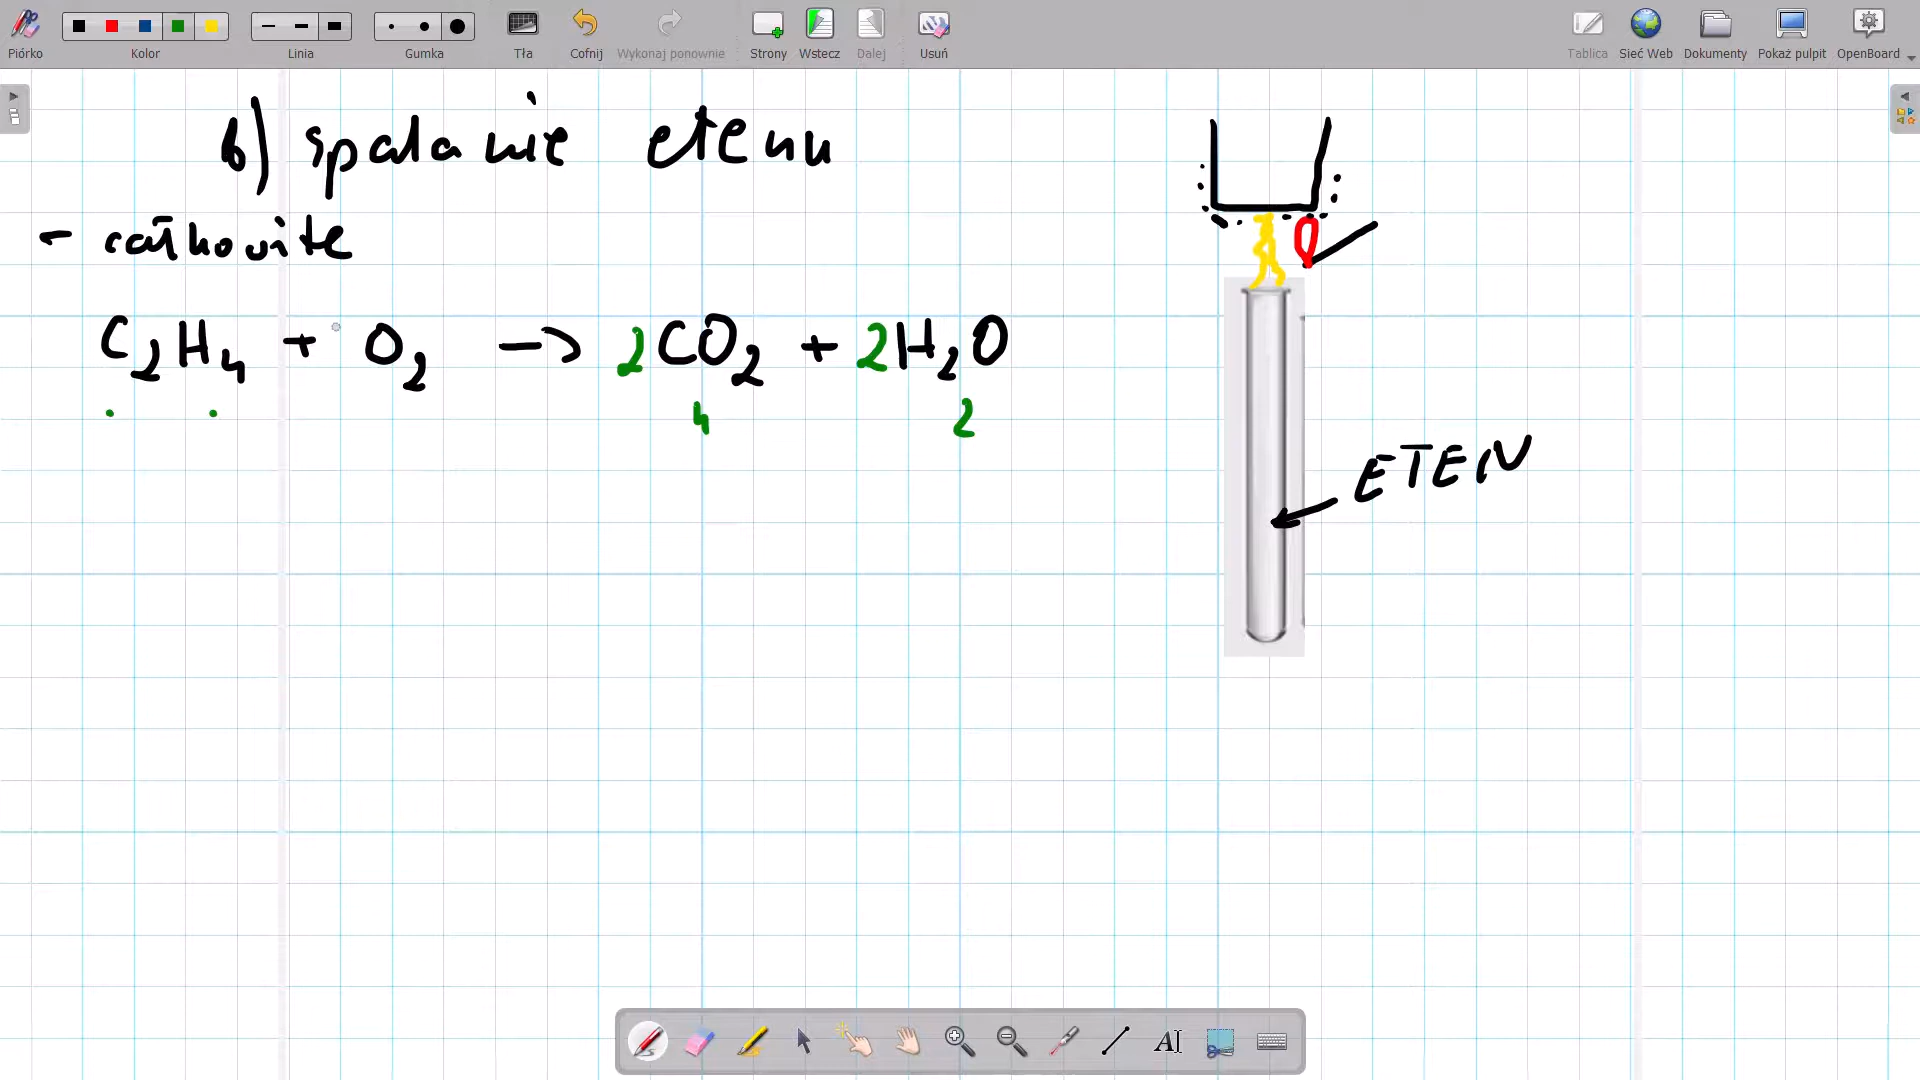 Piórko Kolor Linia Gumka Tła Cofnij Wykonaj ponownie Strony Wstecz Dalej Usuń Tablica Sieć Web Dokumenty Pokaż pulpit OpenBoard
b) spalanie etenu
- całkowite
C₂H₄ + O₂ → 2CO₂ + 2H₂O
4 2
ETEN
AI